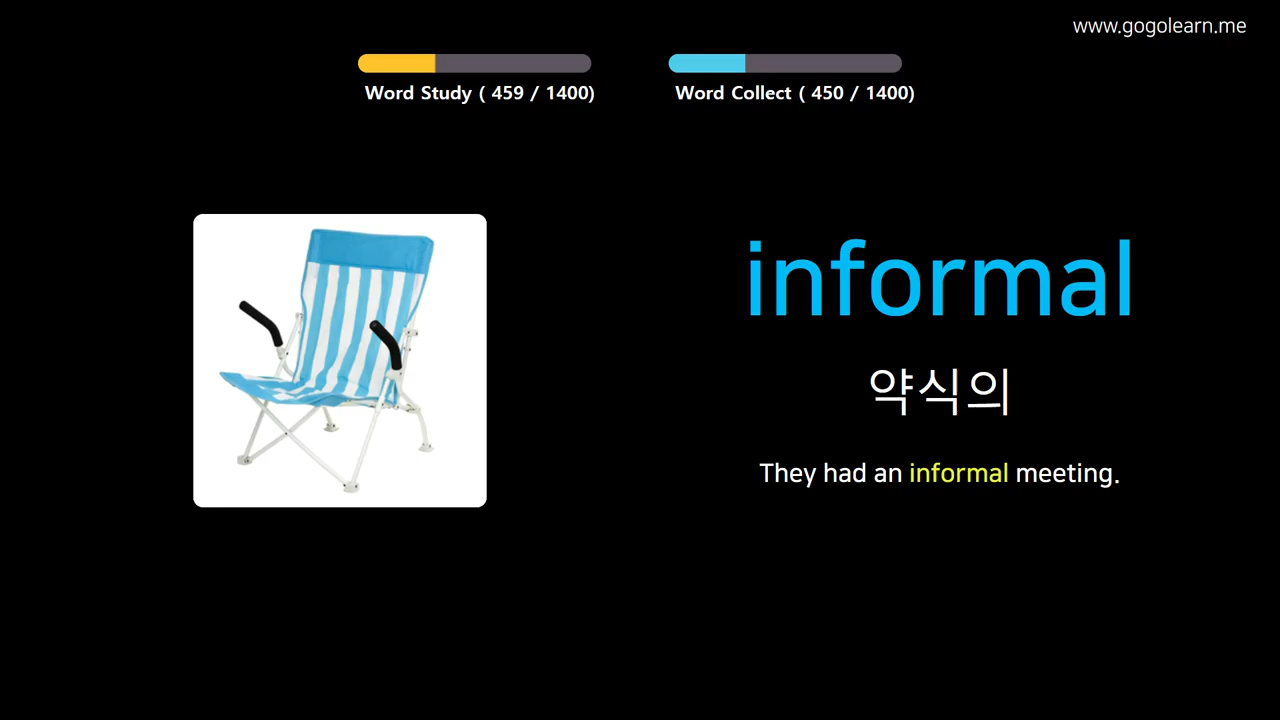 www.gogolearn.me
Word Study ( 459 / 1400)
Word Collect ( 450 / 1400)
informal
약식의
They had an informal meeting.